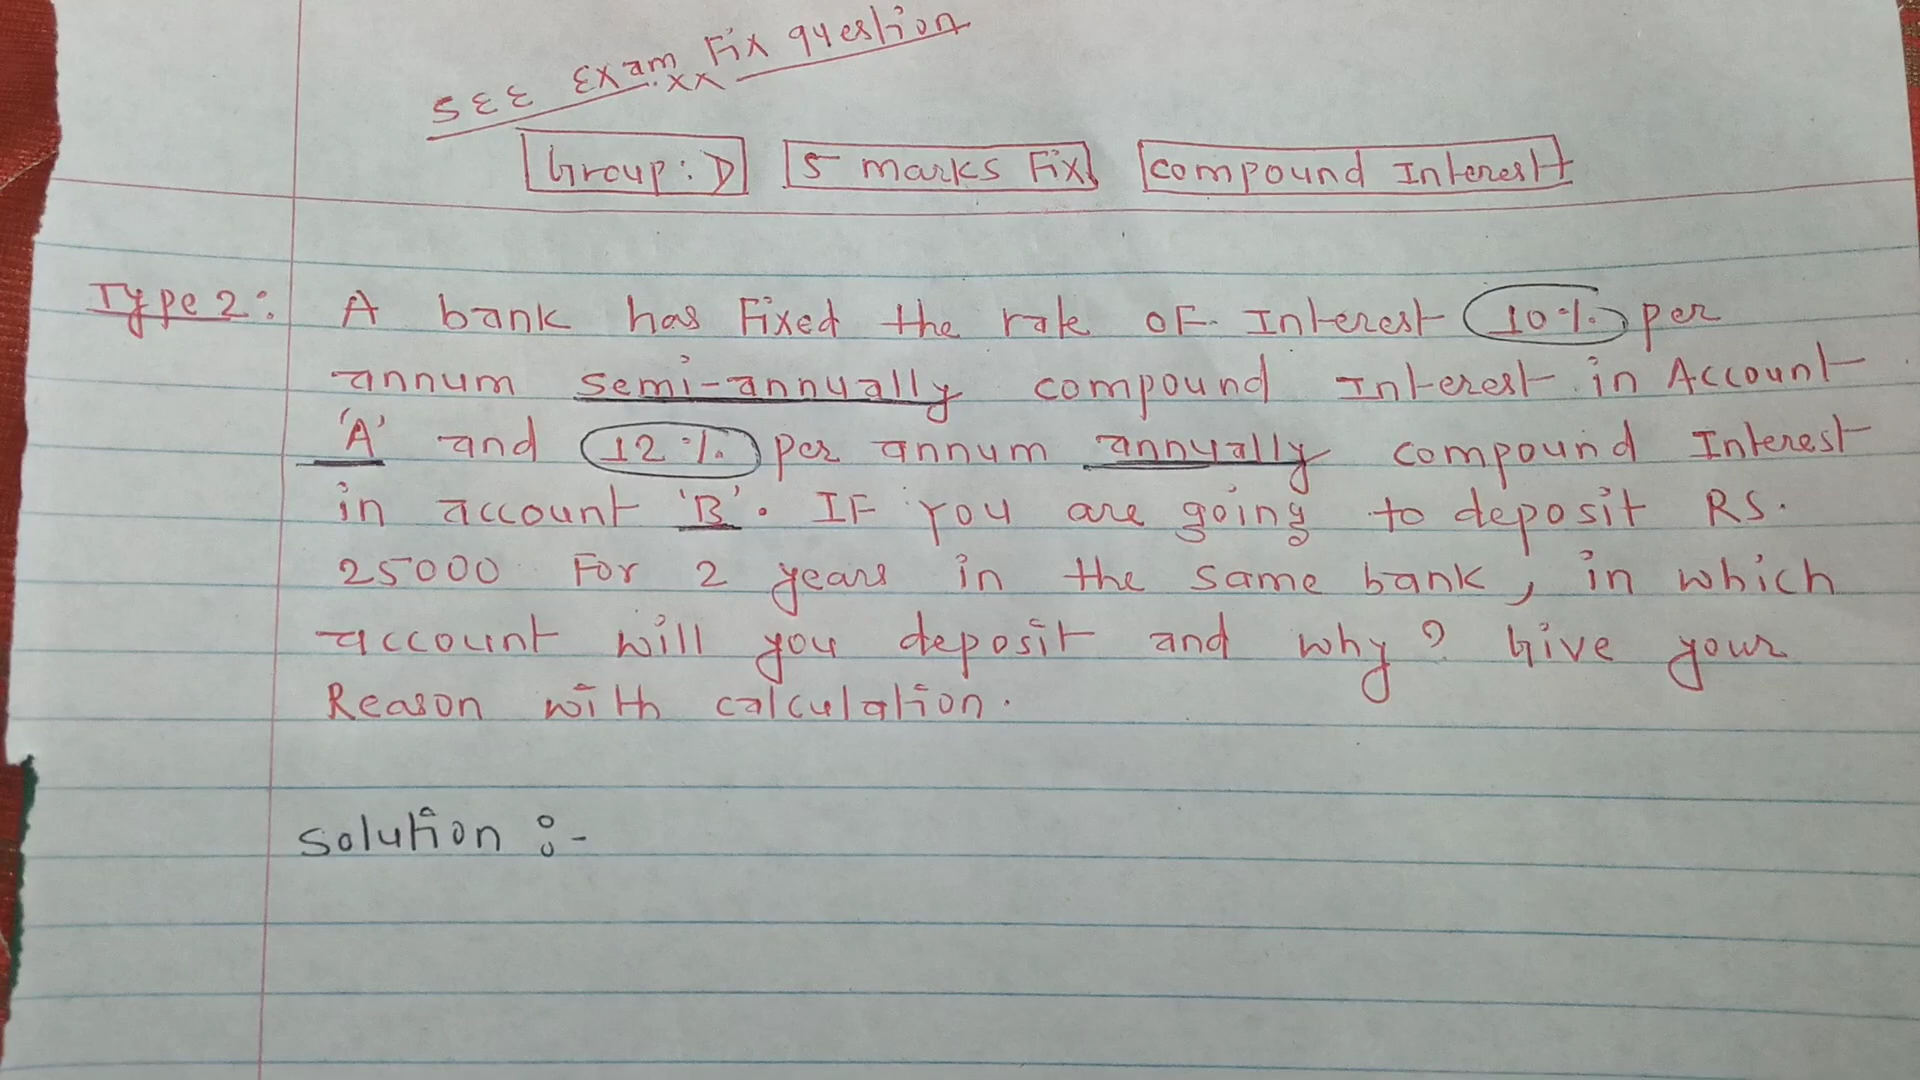 SEE Exam Fix question
xx
Group: D 5 marks Fix compound Interest
Type 2: A bank has Fixed the rate OF Interest 10% per
annum semi-annually compound Interest in Account
'A' and 12% per annum annually compound Interest
in account 'B'. IF you are going to deposit RS.
25000 For 2 years in the same bank, in which
account will you deposit and why? Give your
Reason with calculation.
Solution :-